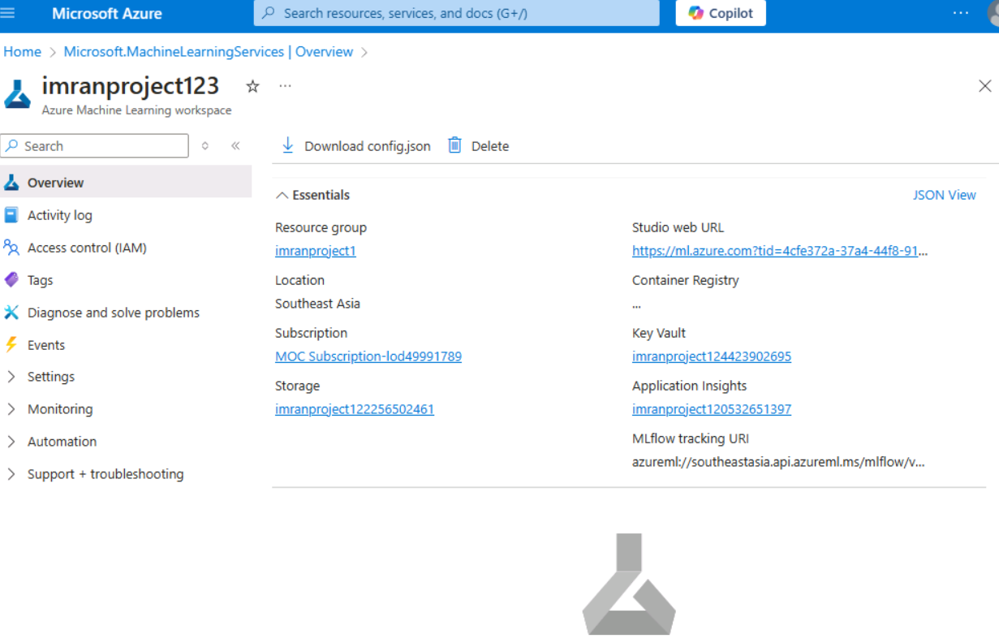 Microsoft Azure
Search resources, services, and docs (G+/)
Copilot
...
Home > Microsoft.MachineLearningServices | Overview >
imranproject123
...
Azure Machine Learning workspace
Search
Download config.json
Delete
Overview
Activity log
Access control (IAM)
Tags
Diagnose and solve problems
Events
Settings
Monitoring
Automation
Support + troubleshooting
Essentials
JSON View
Resource group
imranproject1
Location
Southeast Asia
Subscription
MOC Subscription-lod49991789
Storage
imranproject122256502461
Studio web URL
https://ml.azure.com?tid=4cfe372a-37a4-44f8-91...
Container Registry
...
Key Vault
imranproject124423902695
Application Insights
imranproject120532651397
MLflow tracking URI
azureml://southeastasia.api.azureml.ms/mlflow/v...